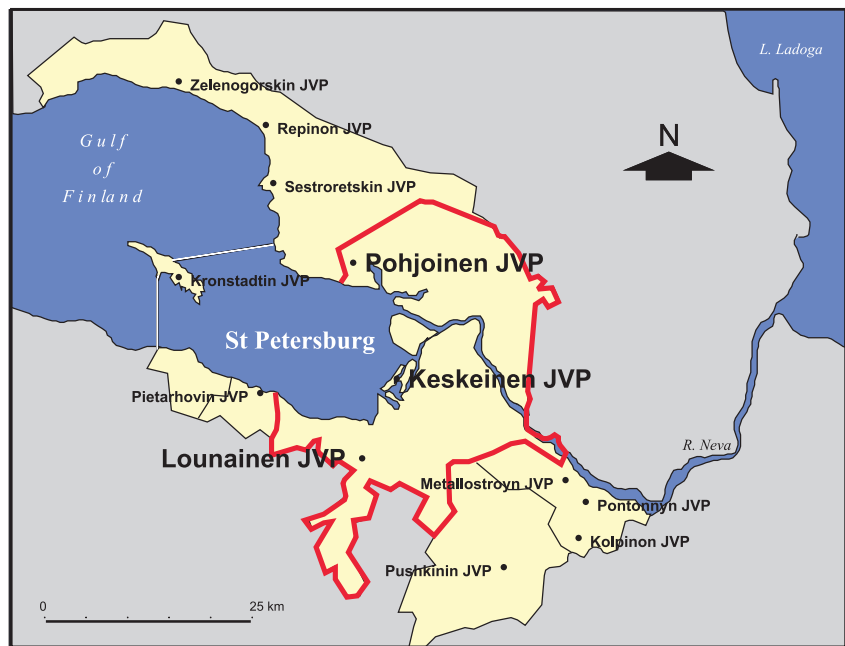 L. Ladoga
Zelenogorskin JVP
Repinon JVP
Gulf
of
Finland
N
Sestroretskin JVP
Pohjoinen JVP
Kronstadtin JVP
St Petersburg
Keskeinen JVP
Pietarhovin JVP
R. Neva
Lounainen JVP
Metallostroyn JVP
Pontonnyn JVP
Kolpinon JVP
Pushkinin JVP
0 25 km